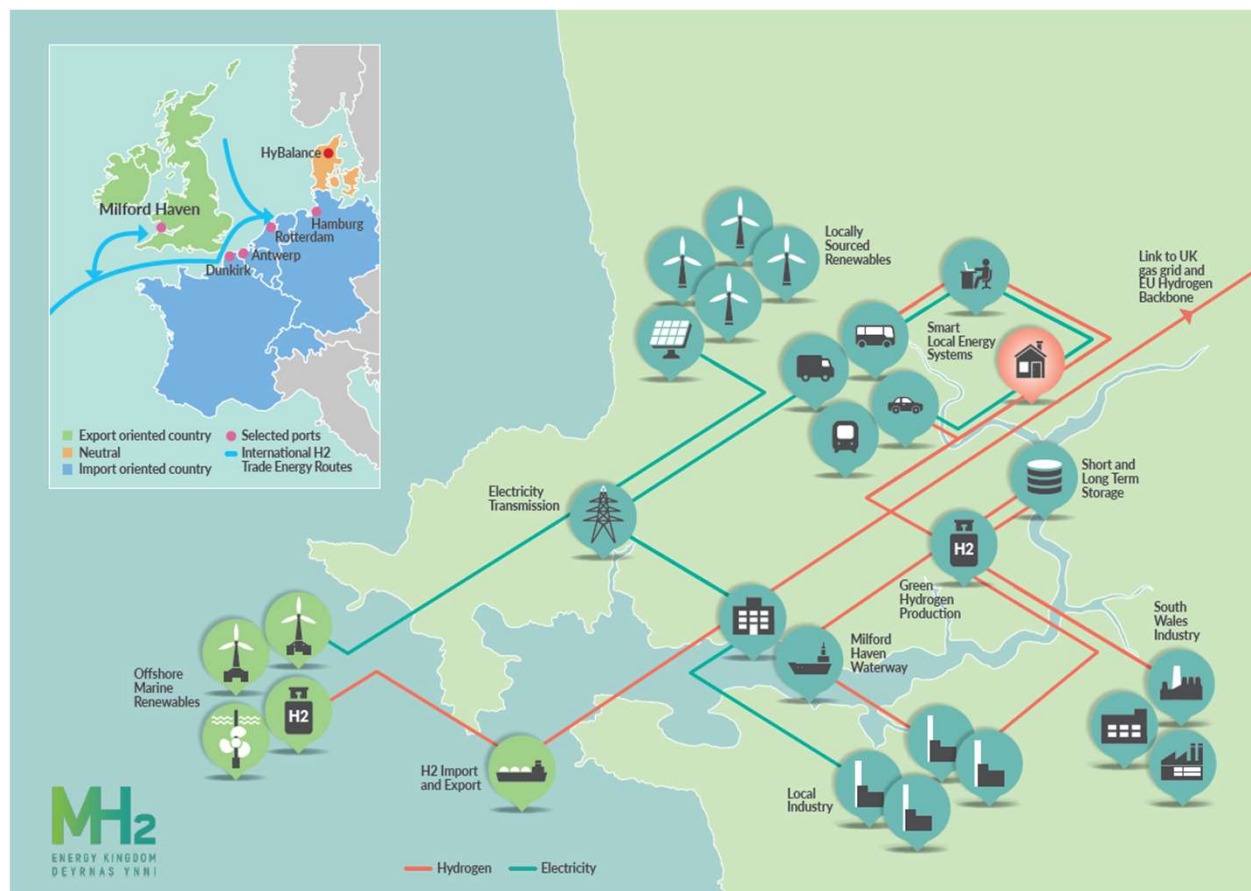 HyBalance
Milford Haven
Hamburg
Rotterdam
Antwerp
Dunkirk
Export oriented country
Neutral
Import oriented country
Selected ports
International H2
Trade Energy Routes
Locally
Sourced
Renewables
Link to UK
gas grid and
EU Hydrogen
Backbone
Smart
Local Energy
Systems
Electricity
Transmission
Short and
Long Term
Storage
H2
Green
Hydrogen
Production
South
Wales
Industry
Milford
Haven
Waterway
Offshore
Marine
Renewables
H2
H2 Import
and Export
Local
Industry
MH2
ENERGY KINGDOM
DEYRNAS YNNI
Hydrogen
Electricity